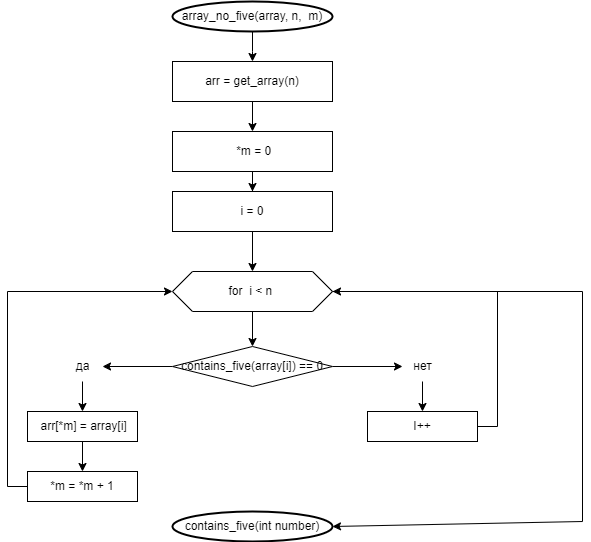 array_no_five(array, n,  m)
arr = get_array(n)
*m = 0
i = 0
for  i < n
contains_five(array[i]) == 0
да
нет
arr[*m] = array[i]
I++
*m = *m + 1
contains_five(int number)